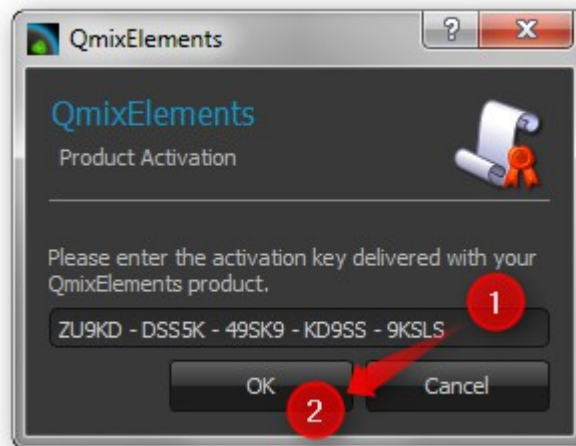 QmixElements
QmixElements
Product Activation
Please enter the activation key delivered with your
QmixElements product.
ZU9KD - DSS5K - 49SK9 - KD9SS - 9KSLS
1
OK
Cancel
2